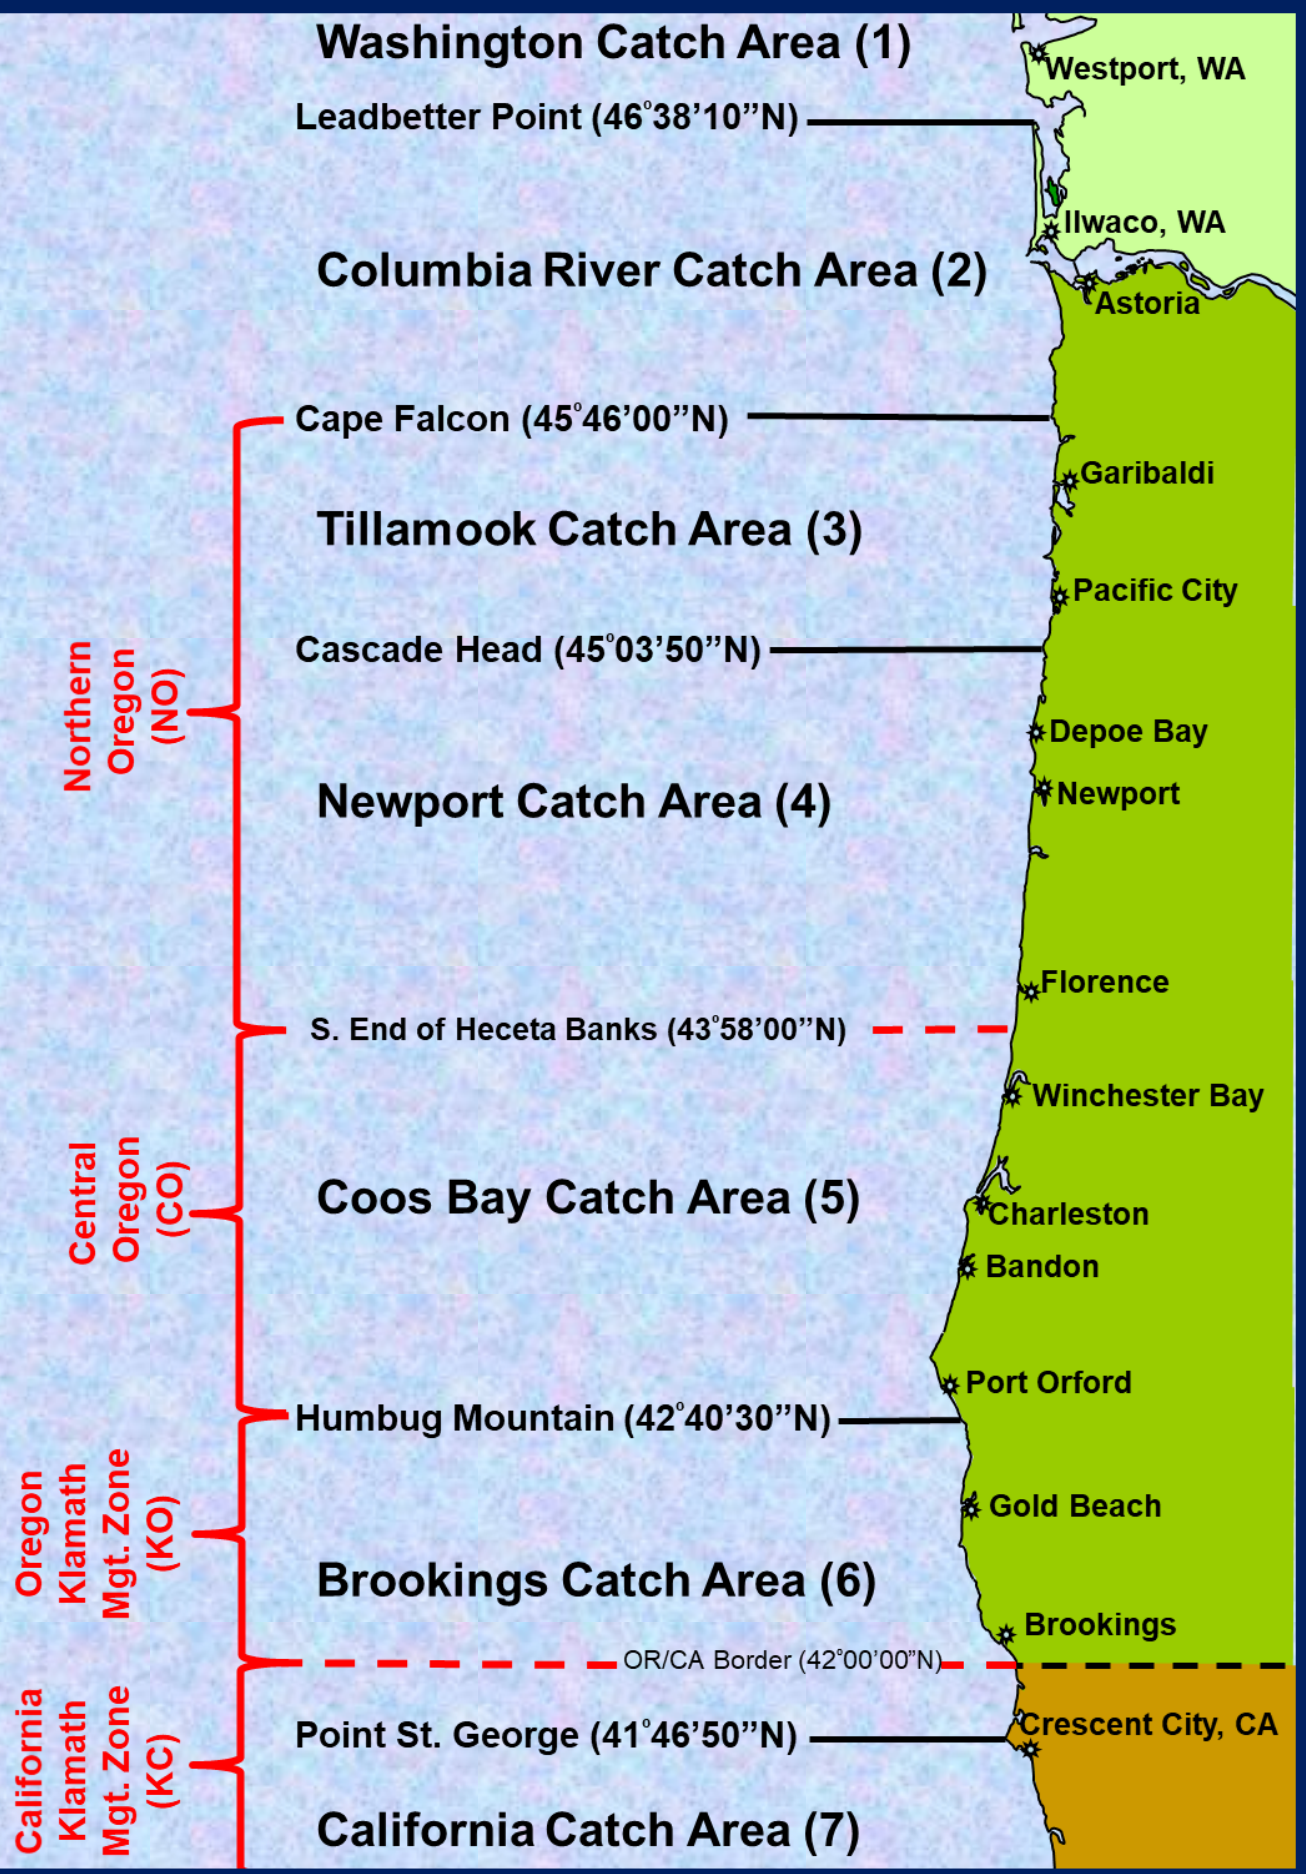 Washington Catch Area (1)
Westport, WA
Leadbetter Point (46°38’10”N)
Ilwaco, WA
Columbia River Catch Area (2)
Astoria
Cape Falcon (45°46’00”N)
Garibaldi
Tillamook Catch Area (3)
Pacific City
Cascade Head (45°03’50”N)
Northern
Oregon
(NO)
Depoe Bay
Newport
Newport Catch Area (4)
Florence
S. End of Heceta Banks (43°58’00”N)
Winchester Bay
Central
Oregon
(CO)
Coos Bay Catch Area (5)
Charleston
Bandon
Port Orford
Humbug Mountain (42°40’30”N)
Gold Beach
Oregon
Klamath
Mgt. Zone
(KO)
Brookings Catch Area (6)
Brookings
OR/CA Border (42°00’00”N)
Crescent City, CA
Point St. George (41°46’50”N)
California
Klamath
Mgt. Zone
(KC)
California Catch Area (7)